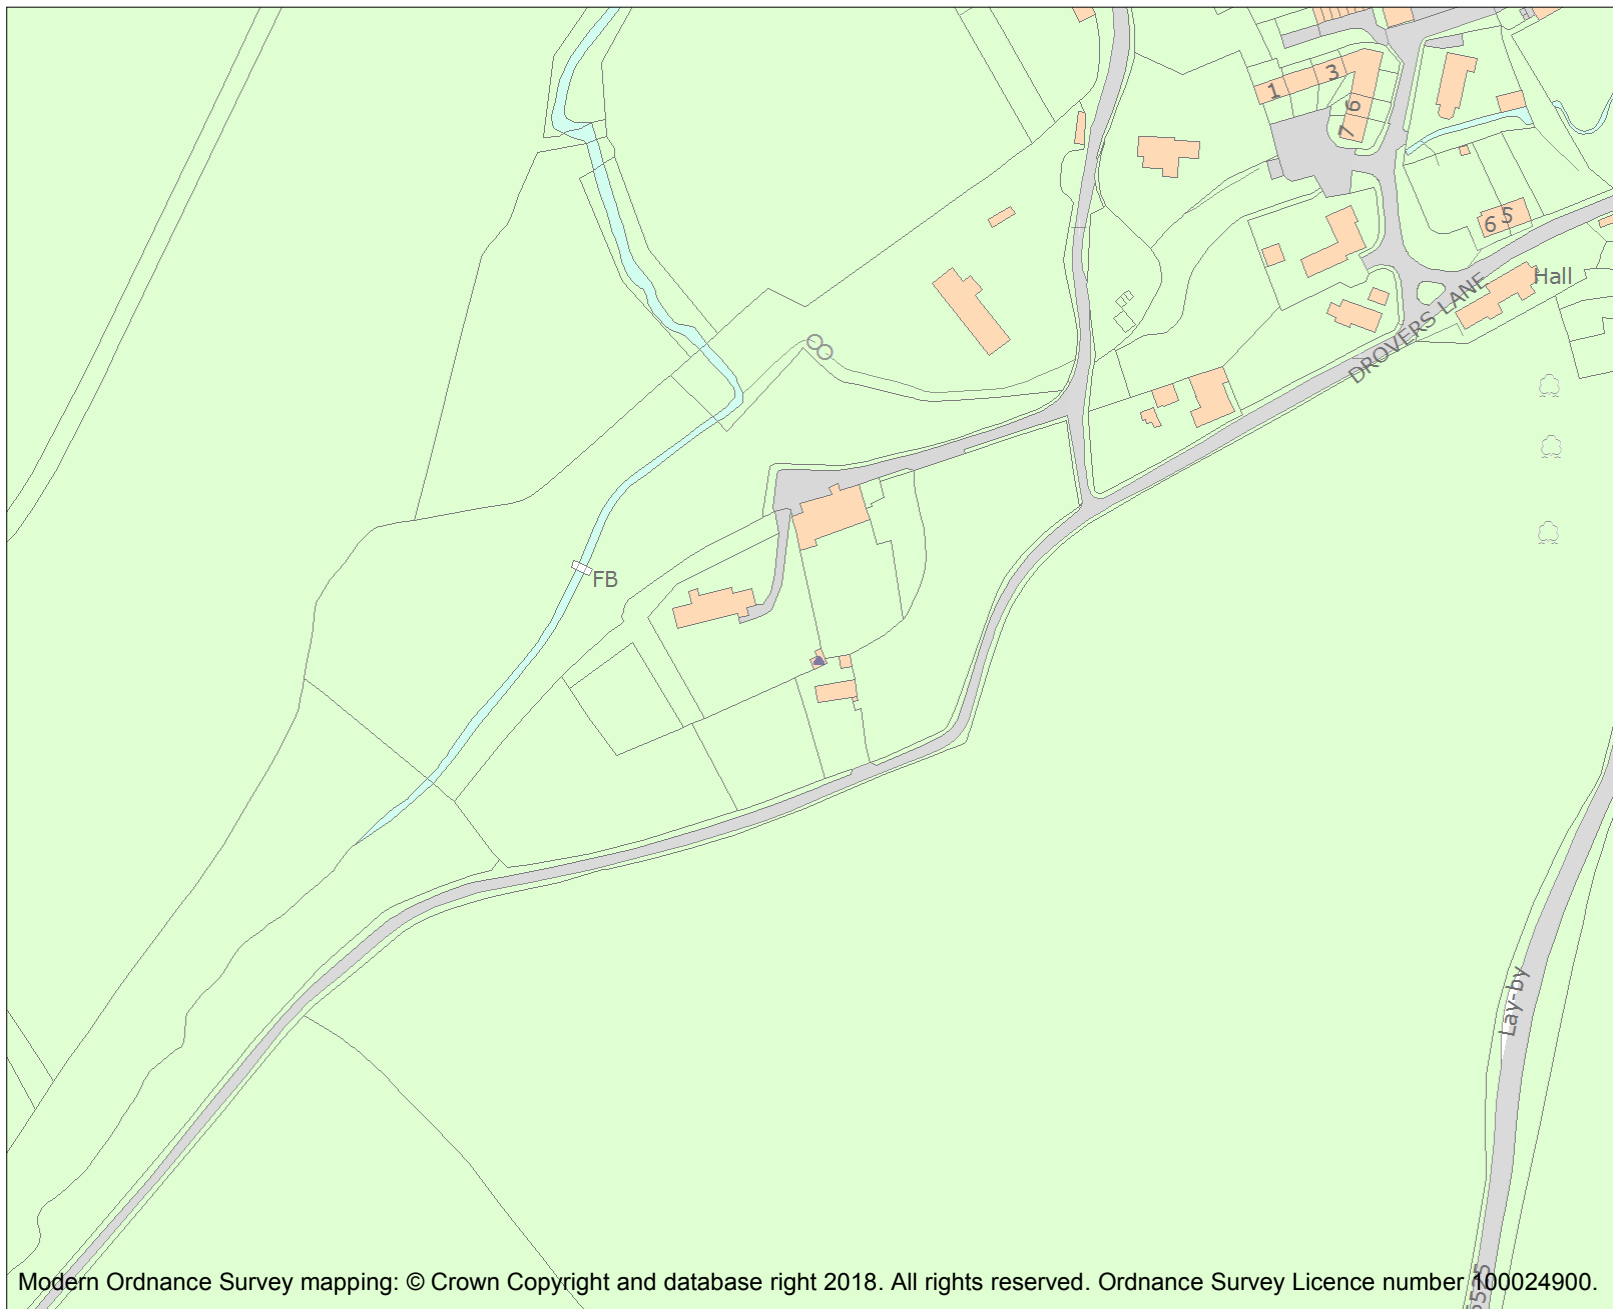 3
1
6
7
5
6
Hall
DROVERS LANE
FB
Lay-by
Modern Ordnance Survey mapping: © Crown Copyright and database right 2018. All rights reserved. Ordnance Survey Licence number 100024900.